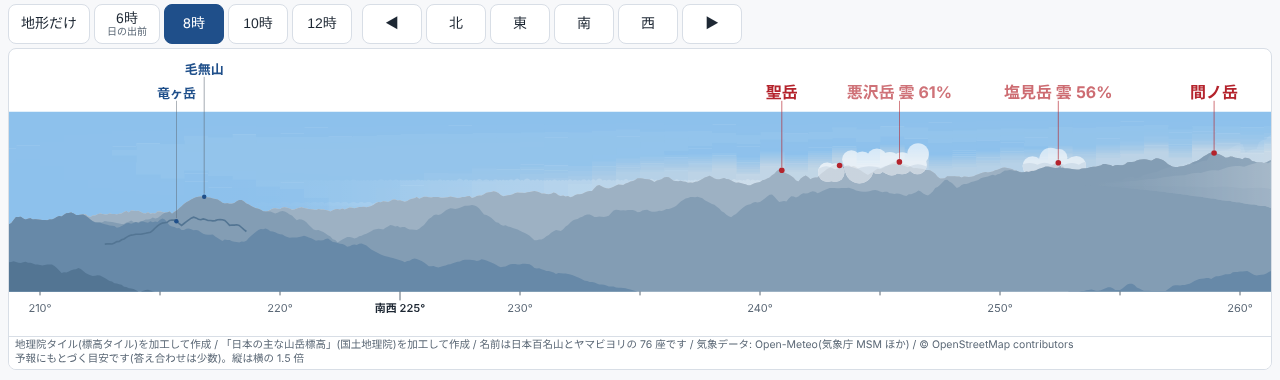 地形だけ
6時
日の出前
8時
10時
12時
◀
北
東
南
西
▶
毛無山
竜ヶ岳
聖岳
悪沢岳 雲 61%
塩見岳 雲 56%
間ノ岳
210°
220°
南西 225°
230°
240°
250°
260°
地理院タイル(標高タイル)を加工して作成 / 「日本の主な山岳標高」(国土地理院)を加工して作成 / 名前は日本百名山とヤマビヨリの 76 座です / 気象データ: Open-Meteo(気象庁 MSM ほか) / © OpenStreetMap contributors
予報にもとづく目安です(答え合わせは少数)。縦は横の 1.5 倍